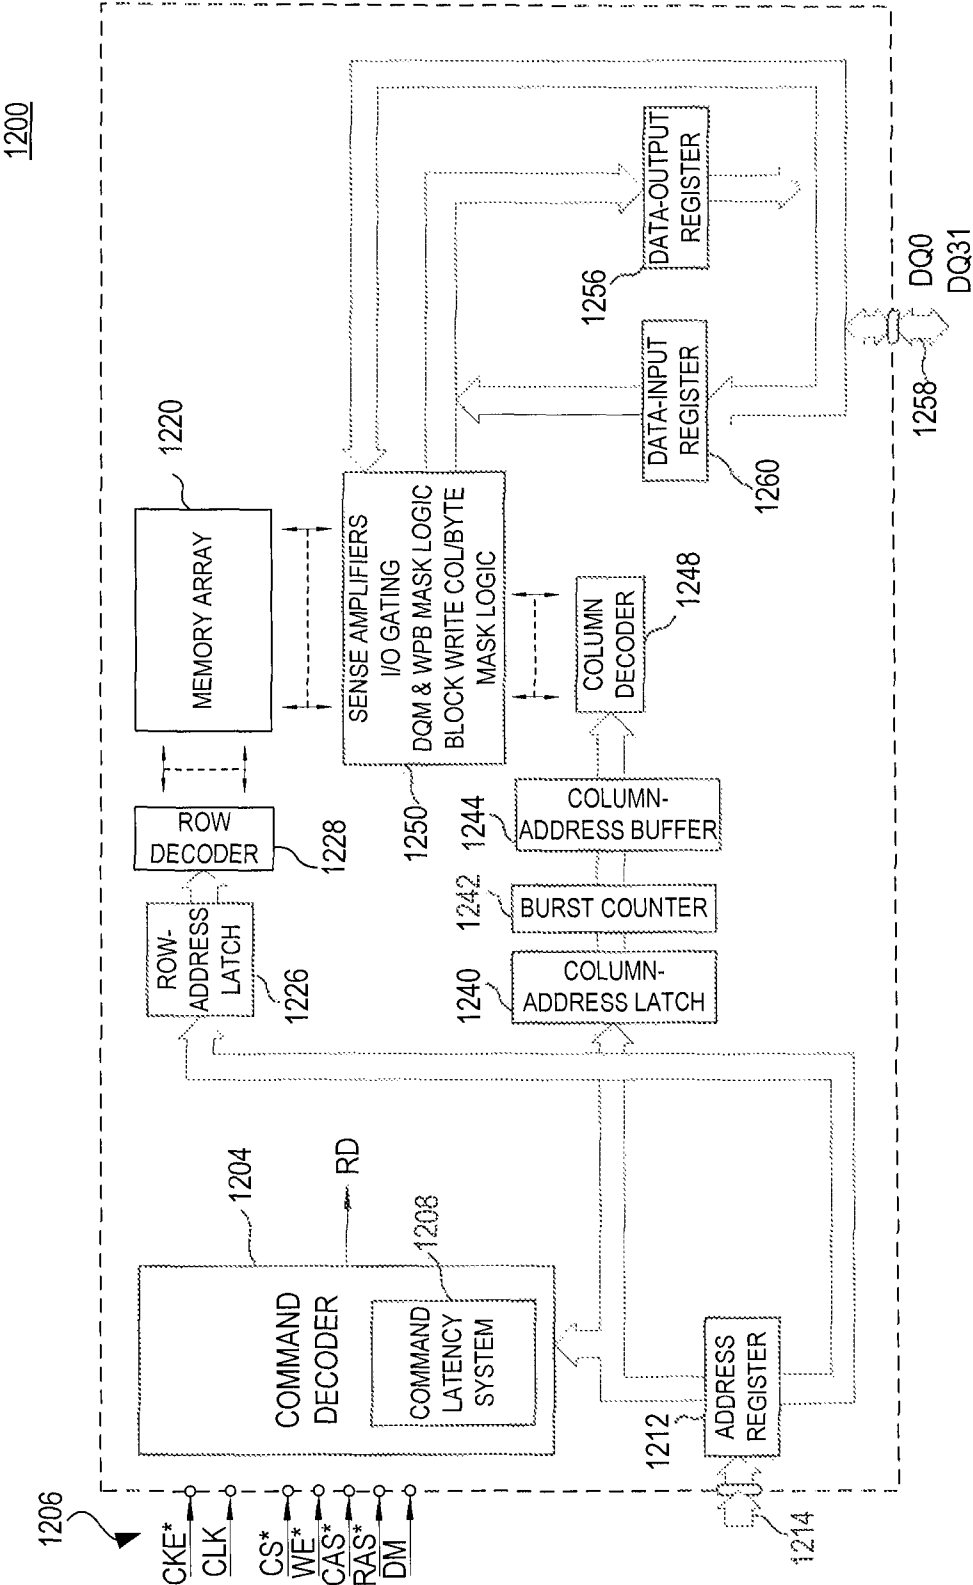 1200
1206
CKE*
CLK
CS*
WE*
CAS*
RAS*
DM
COMMAND
DECODER
1204
COMMAND
LATENCY
SYSTEM
1208
RD
ADDRESS
REGISTER
1212
1214
ROW-
ADDRESS
LATCH
1226
ROW
DECODER
1228
MEMORY ARRAY
1220
SENSE AMPLIFIERS
I/O GATING
DQM & WPB MASK LOGIC
BLOCK WRITE COL/BYTE
MASK LOGIC
1250
COLUMN-
ADDRESS LATCH
1240
BURST COUNTER
1242
COLUMN-
ADDRESS BUFFER
1244
COLUMN
DECODER
1248
DATA-INPUT
REGISTER
1260
DATA-OUTPUT
REGISTER
1256
1258
DQ0
DQ31